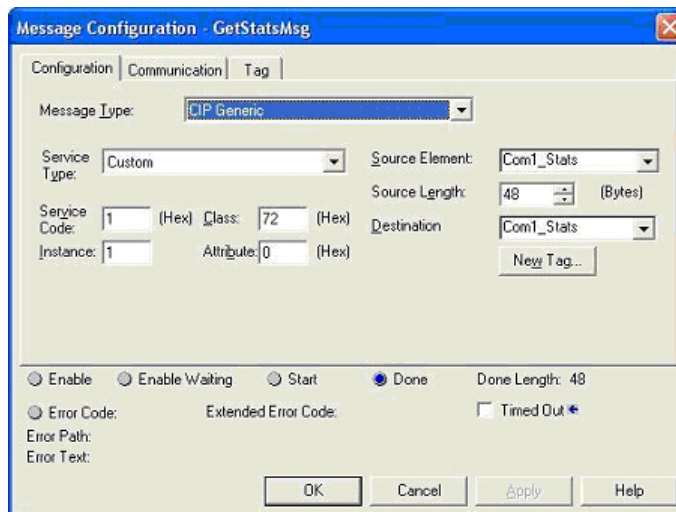 Message Configuration - GetStatsMsg
Configuration Communication Tag
Message Type: CIP Generic
Service Type: Custom
Source Element: Com1_Stats
Source Length: 48 (Bytes)
Service Code: 1 (Hex) Class: 72 (Hex)
Destination Com1_Stats
Instance: 1 Attribute: 0 (Hex)
New Tag...
Enable Enable Waiting Start Done Done Length: 48
Error Code: Extended Error Code: Timed Out
Error Path:
Error Text:
OK Cancel Apply Help